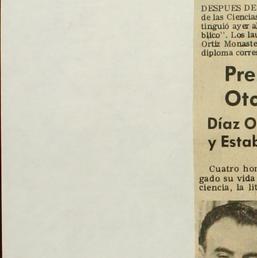 DESPUES DE
de las Ciencias
tinguió ayer a
blico". Los lau
Ortiz Monaste
diploma corres
Pre
Oto
Díaz O
y Estab
Cuatro hom
gado su vida
ciencia, la lit